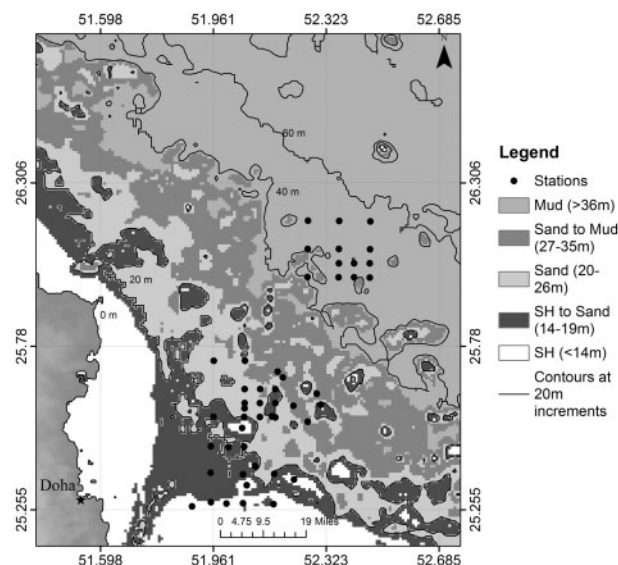 51.598 51.961 52.323 52.685
N
60 m
26.306 26.306
40 m
20 m
0 m
25.78 25.78
Doha
25.255 25.255
0 4.75 9.5 19 Miles
51.598 51.961 52.323 52.685
Legend
Stations
Mud (>36m)
Sand to Mud
(27-35m)
Sand (20-
26m)
SH to Sand
(14-19m)
SH (<14m)
Contours at
20m
increments